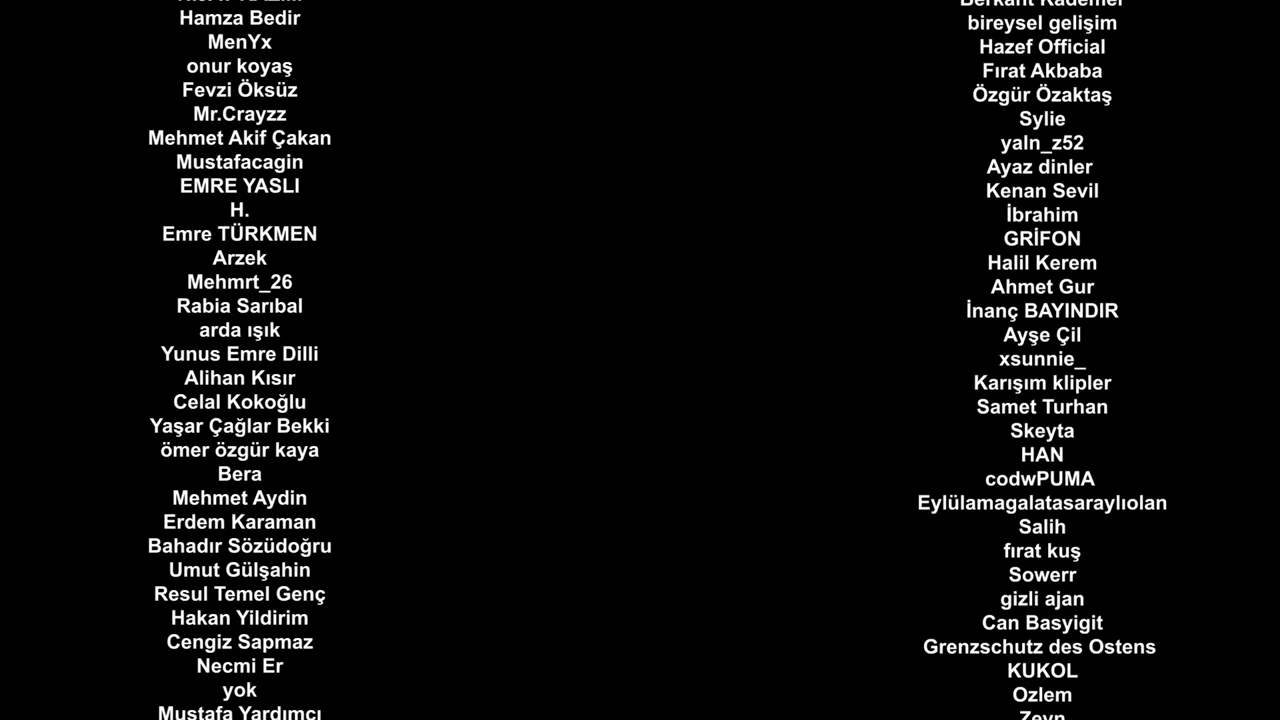 Hamza Bedir
MenYx
onur koyaş
Fevzi Öksüz
Mr.Crayzz
Mehmet Akif Çakan
Mustafacagin
EMRE YASLI
H.
Emre TÜRKMEN
Arzek
Mehmrt_26
Rabia Sarıbal
arda ışık
Yunus Emre Dilli
Alihan Kısır
Celal Kokoğlu
Yaşar Çağlar Bekki
ömer özgür kaya
Bera
Mehmet Aydin
Erdem Karaman
Bahadır Sözüdoğru
Umut Gülşahin
Resul Temel Genç
Hakan Yildirim
Cengiz Sapmaz
Necmi Er
yok
Mustafa Yardımcı
Berkant Kademer
bireysel gelişim
Hazef Official
Fırat Akbaba
Özgür Özaktaş
Sylie
yaln_z52
Ayaz dinler
Kenan Sevil
İbrahim
GRİFON
Halil Kerem
Ahmet Gur
İnanç BAYINDIR
Ayşe Çil
xsunnie_
Karışım klipler
Samet Turhan
Skeyta
HAN
codwPUMA
Eylülamagalatasaraylıolan
Salih
fırat kuş
Sowerr
gizli ajan
Can Basyigit
Grenzschutz des Ostens
KUKOL
Ozlem